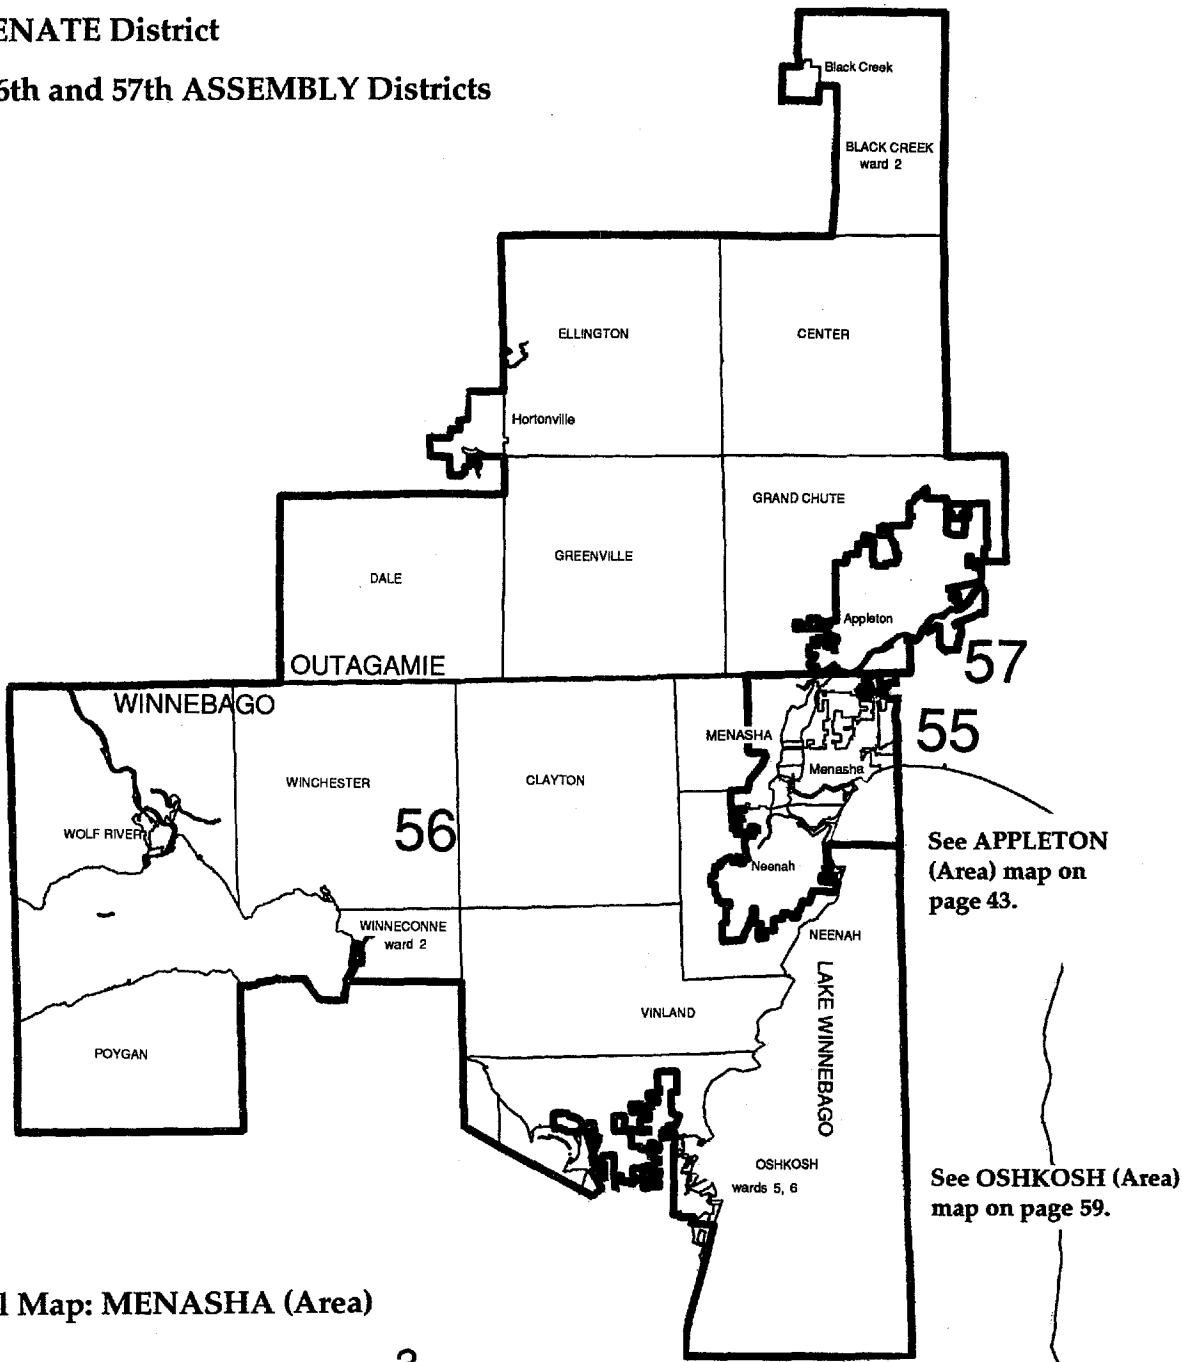 ENATE District
6th and 57th ASSEMBLY Districts
Black Creek
BLACK CREEK
ward 2
ELLINGTON
CENTER
Hortonville
GRAND CHUTE
GREENVILLE
DALE
Appleton
OUTAGAMIE
57
WINNEBAGO
55
MENASHA
Menasha
WINCHESTER
CLAYTON
56
WOLF RIVER
See APPLETON
(Area) map on
page 43.
Neenah
WINNECONNE
ward 2
NEENAH
LAKE WINNEBAGO
VINLAND
POYGAN
OSHKOSH
wards 5, 6
See OSHKOSH (Area)
map on page 59.
l Map: MENASHA (Area)